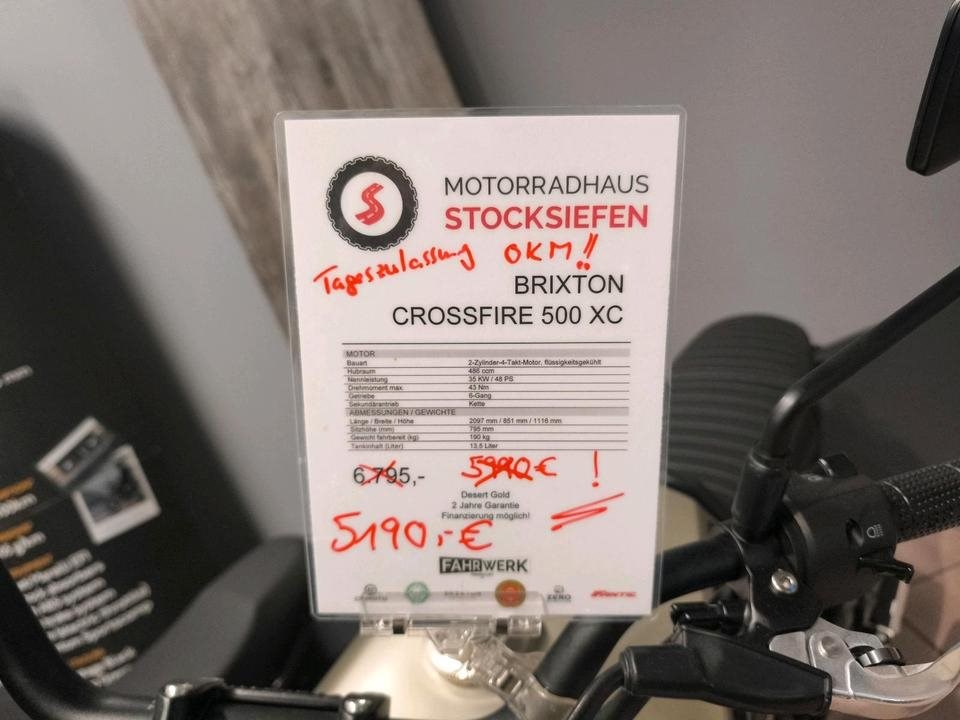 MOTORRADHAUS
STOCKSIEFEN
Tageszulassung 0KM!!
BRIXTON
CROSSFIRE 500 XC
MOTOR
Bauart 2-Zylinder-4-Takt-Motor, flüssigkeitsgekühlt
Hubraum 486 ccm
Nennleistung 35 KW / 48 PS
Drehmoment max. 43 Nm
Getriebe 6-Gang
Sekundärantrieb Kette
ABMESSUNGEN / GEWICHTE
Länge / Breite / Höhe 2097 mm / 851 mm / 1116 mm
Sitzhöhe (mm) 795 mm
Gewicht fahrbereit (kg) 190 kg
Tankinhalt (Liter) 13,5 Liter
6.795,- 5990€ !
Desert Gold
2 Jahre Garantie
Finanzierung möglich!
5190,-€
FAHRWERK
ZERO FANTIC